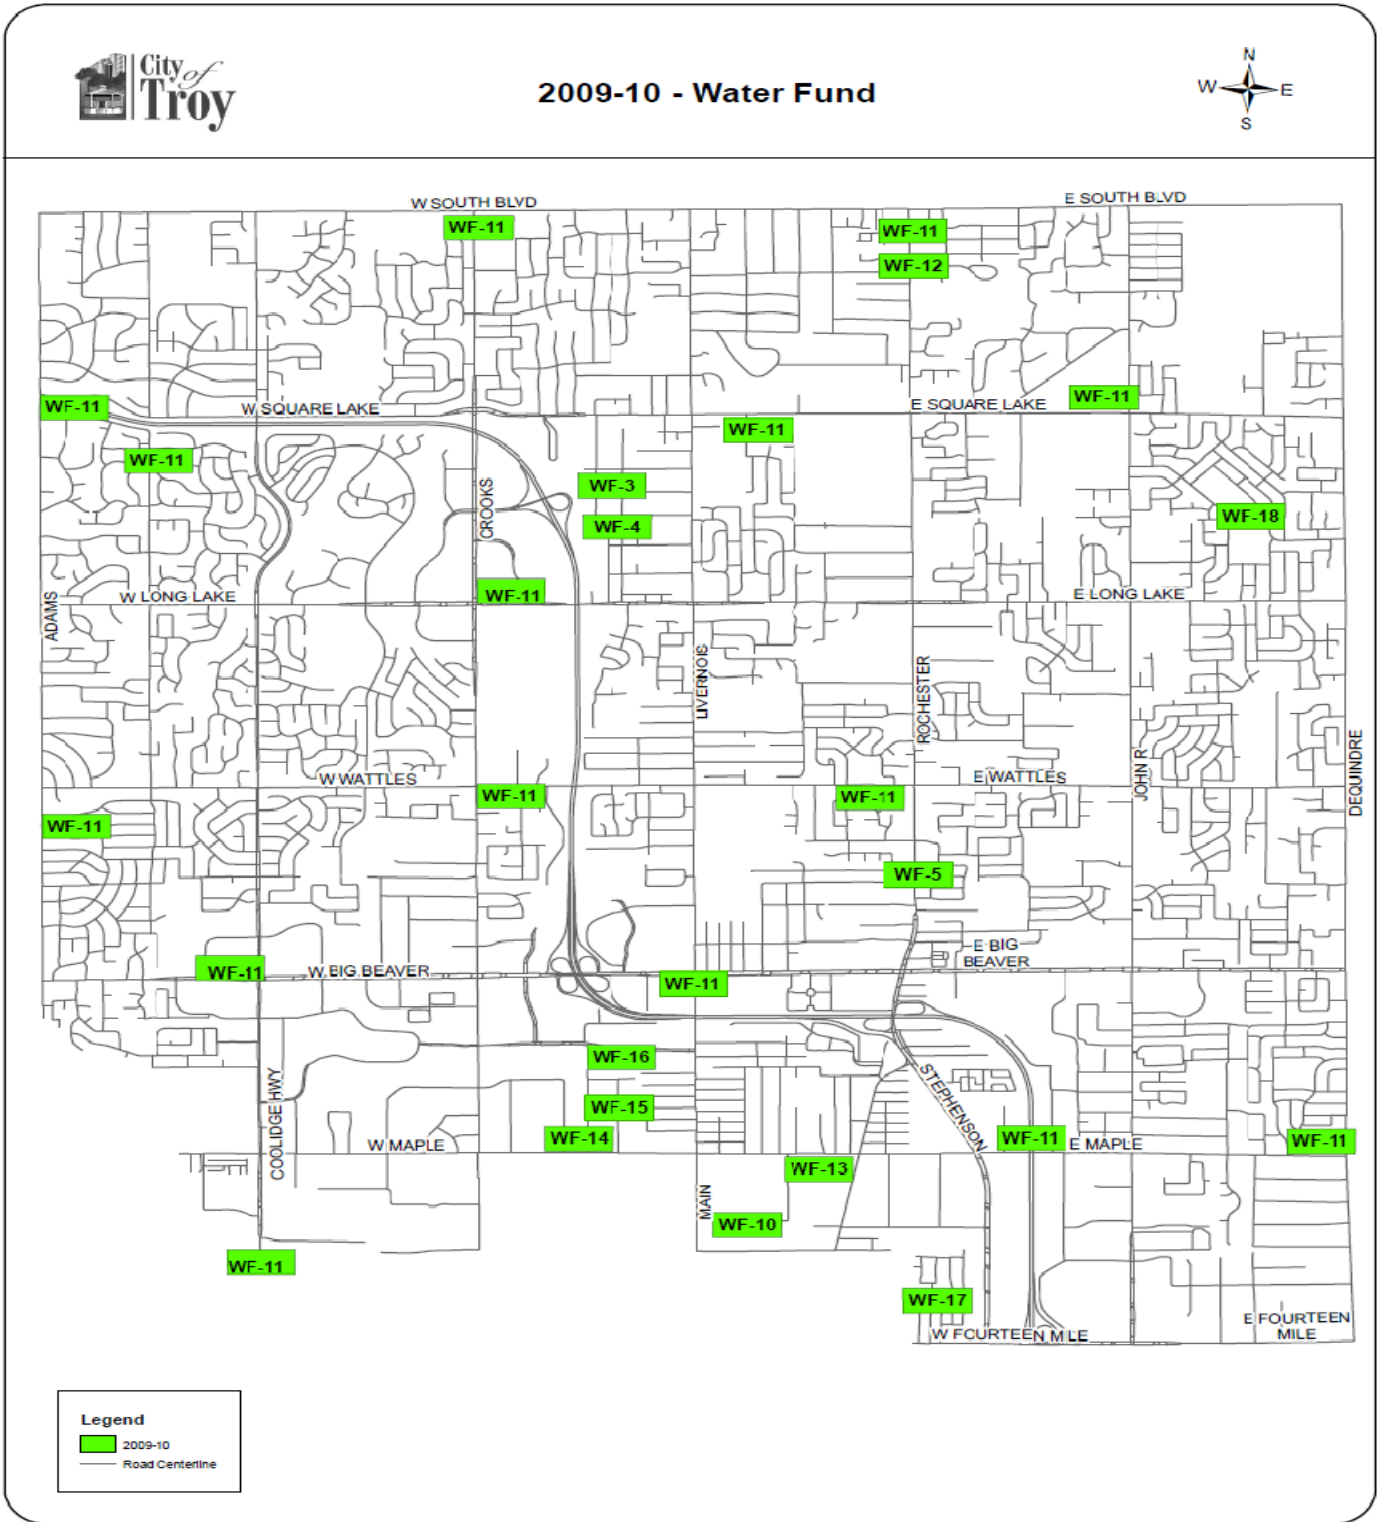 City of
Troy
2009-10 - Water Fund
N
W E
S
W SOUTH BLVD
E SOUTH BLVD
WF-11
WF-11
WF-12
WF-11
W SQUARE LAKE
E SQUARE LAKE
WF-11
WF-11
WF-11
CROOKS
WF-3
WF-4
WF-18
WF-11
ADAMS
W LONG LAKE
E LONG LAKE
LIVERNOIS
ROCHESTER
JOHN R
DEQUINDRE
W WATTLES
E WATTLES
WF-11
WF-11
WF-11
WF-5
WF-11
W BIG BEAVER
E BIG
BEAVER
WF-11
WF-16
COOLIDGE HWY
STEPHENSON
WF-15
WF-14
W MAPLE
WF-11
E MAPLE
WF-11
WF-13
MAIN
WF-10
WF-11
WF-17
W FOURTEEN MILE
E FOURTEEN
MILE
Legend
2009-10
Road Centerline